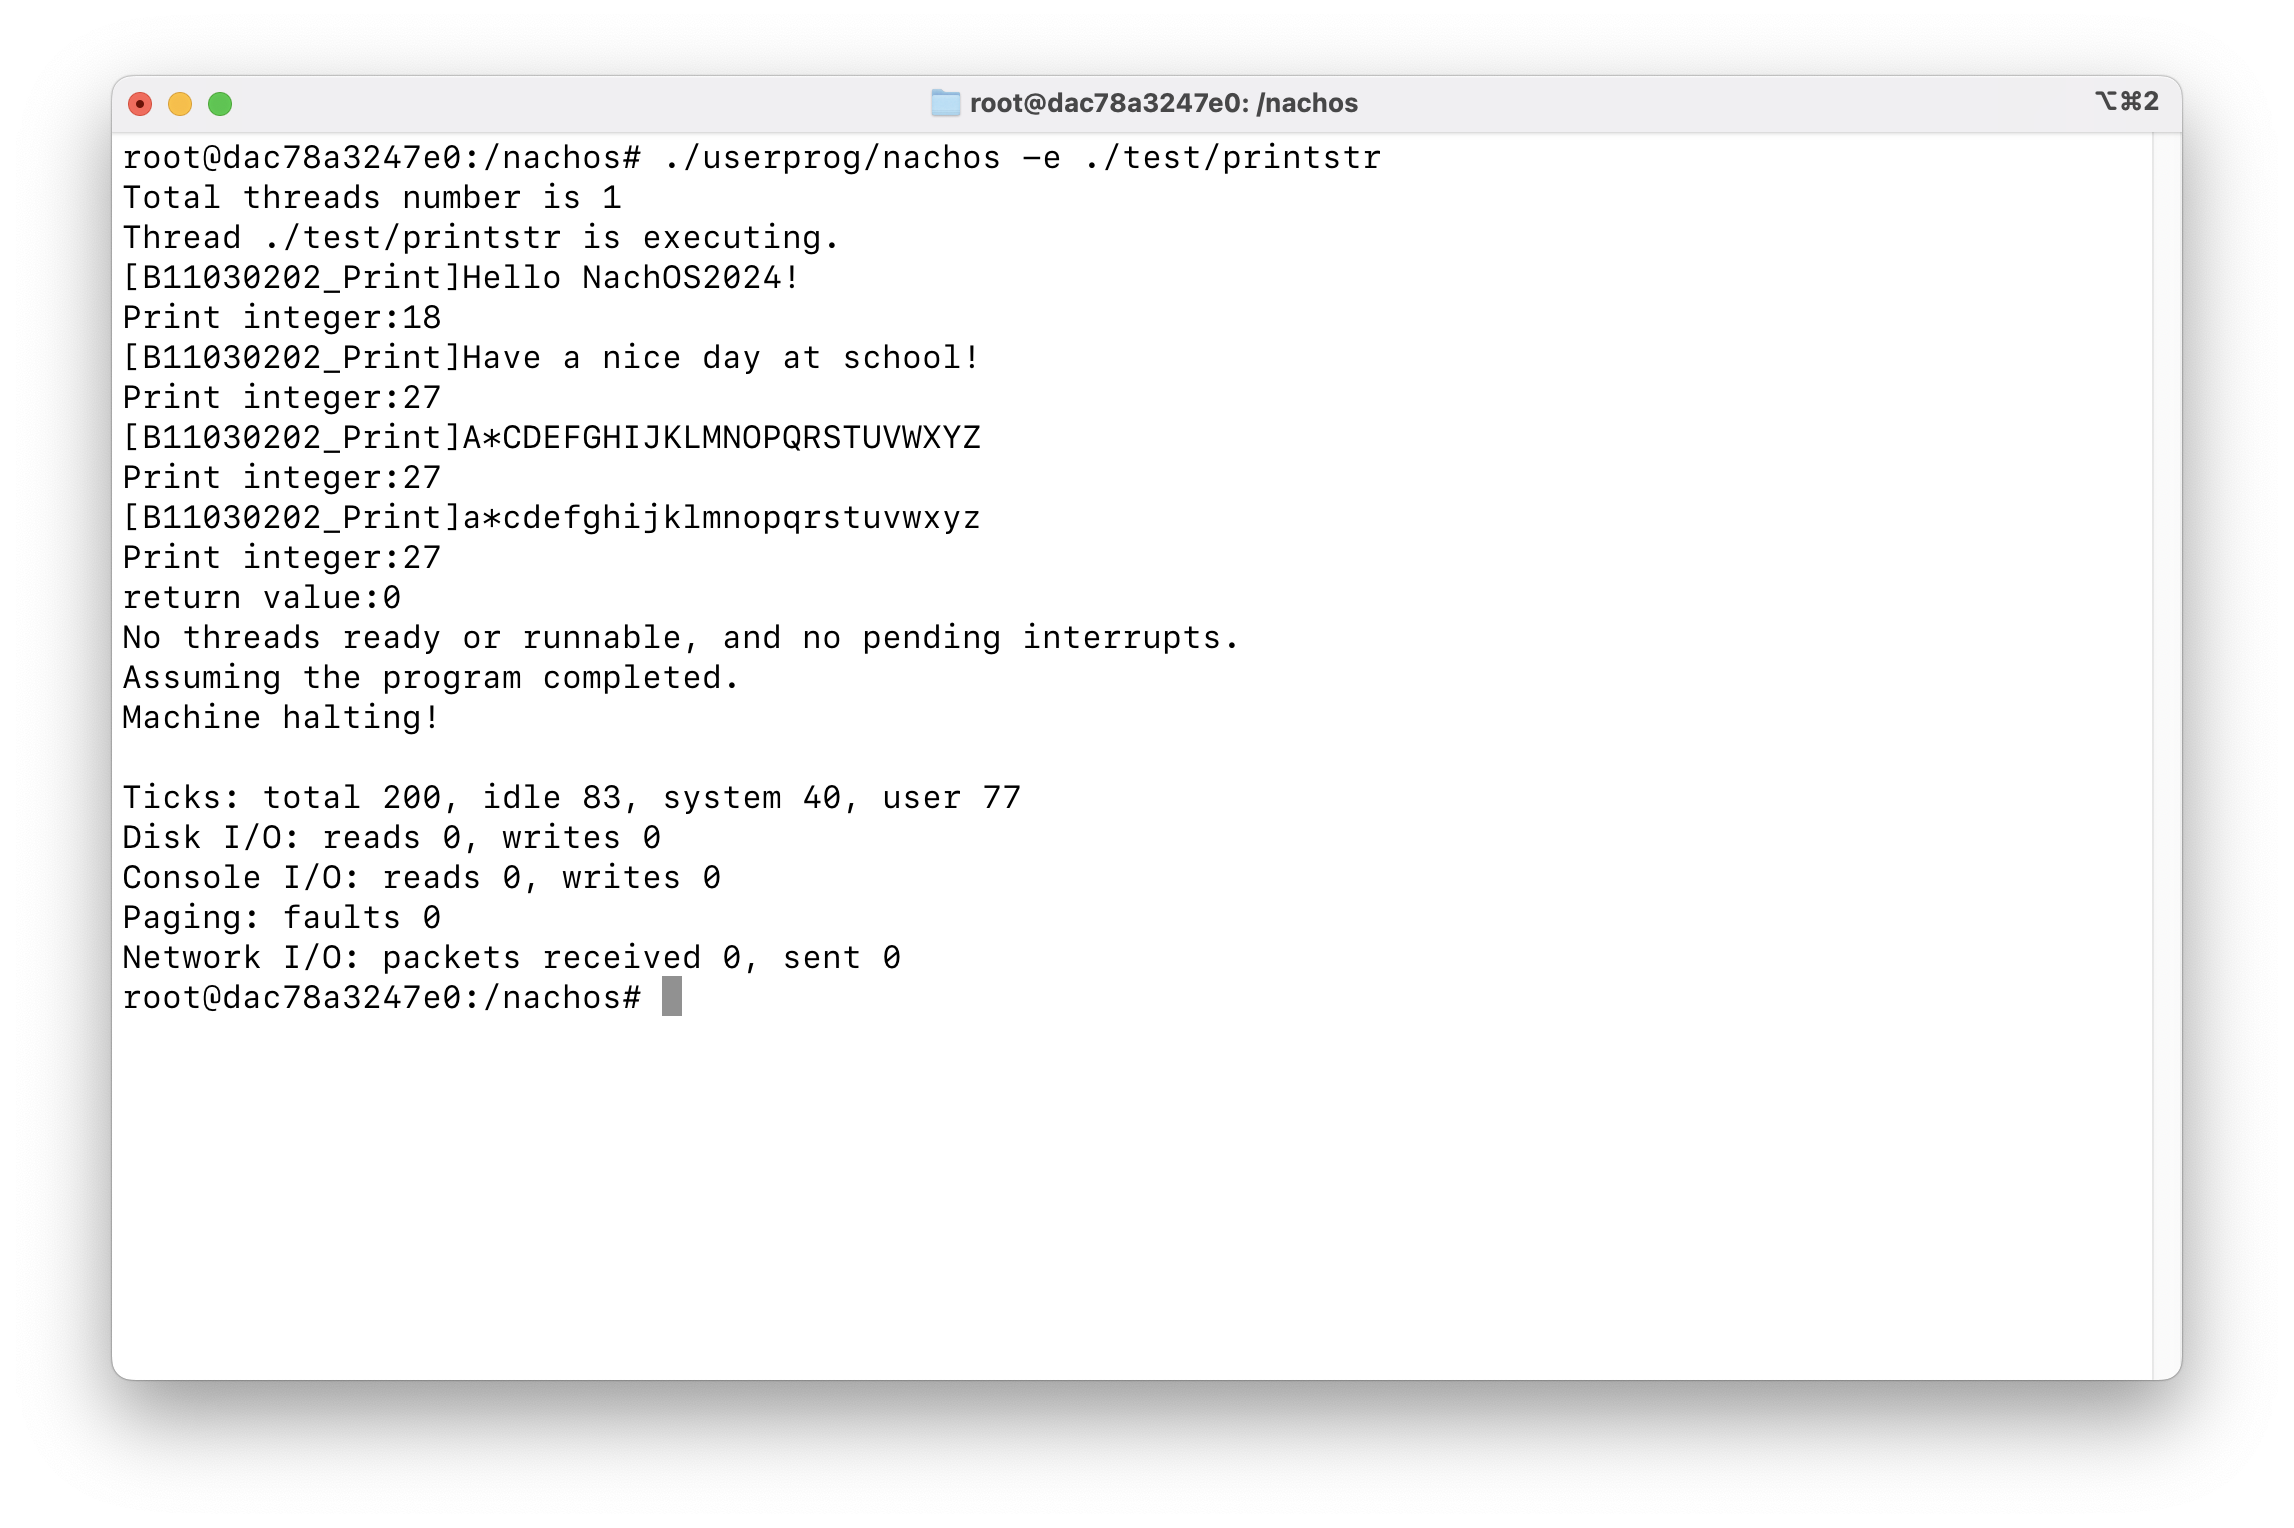 root@dac78a3247e0: /nachos
⌥⌘2
root@dac78a3247e0:/nachos# ./userprog/nachos -e ./test/printstr
Total threads number is 1
Thread ./test/printstr is executing.
[B11030202_Print]Hello NachOS2024!
Print integer:18
[B11030202_Print]Have a nice day at school!
Print integer:27
[B11030202_Print]A*CDEFGHIJKLMNOPQRSTUVWXYZ
Print integer:27
[B11030202_Print]a*cdefghijklmnopqrstuvwxyz
Print integer:27
return value:0
No threads ready or runnable, and no pending interrupts.
Assuming the program completed.
Machine halting!
Ticks: total 200, idle 83, system 40, user 77
Disk I/O: reads 0, writes 0
Console I/O: reads 0, writes 0
Paging: faults 0
Network I/O: packets received 0, sent 0
root@dac78a3247e0:/nachos#